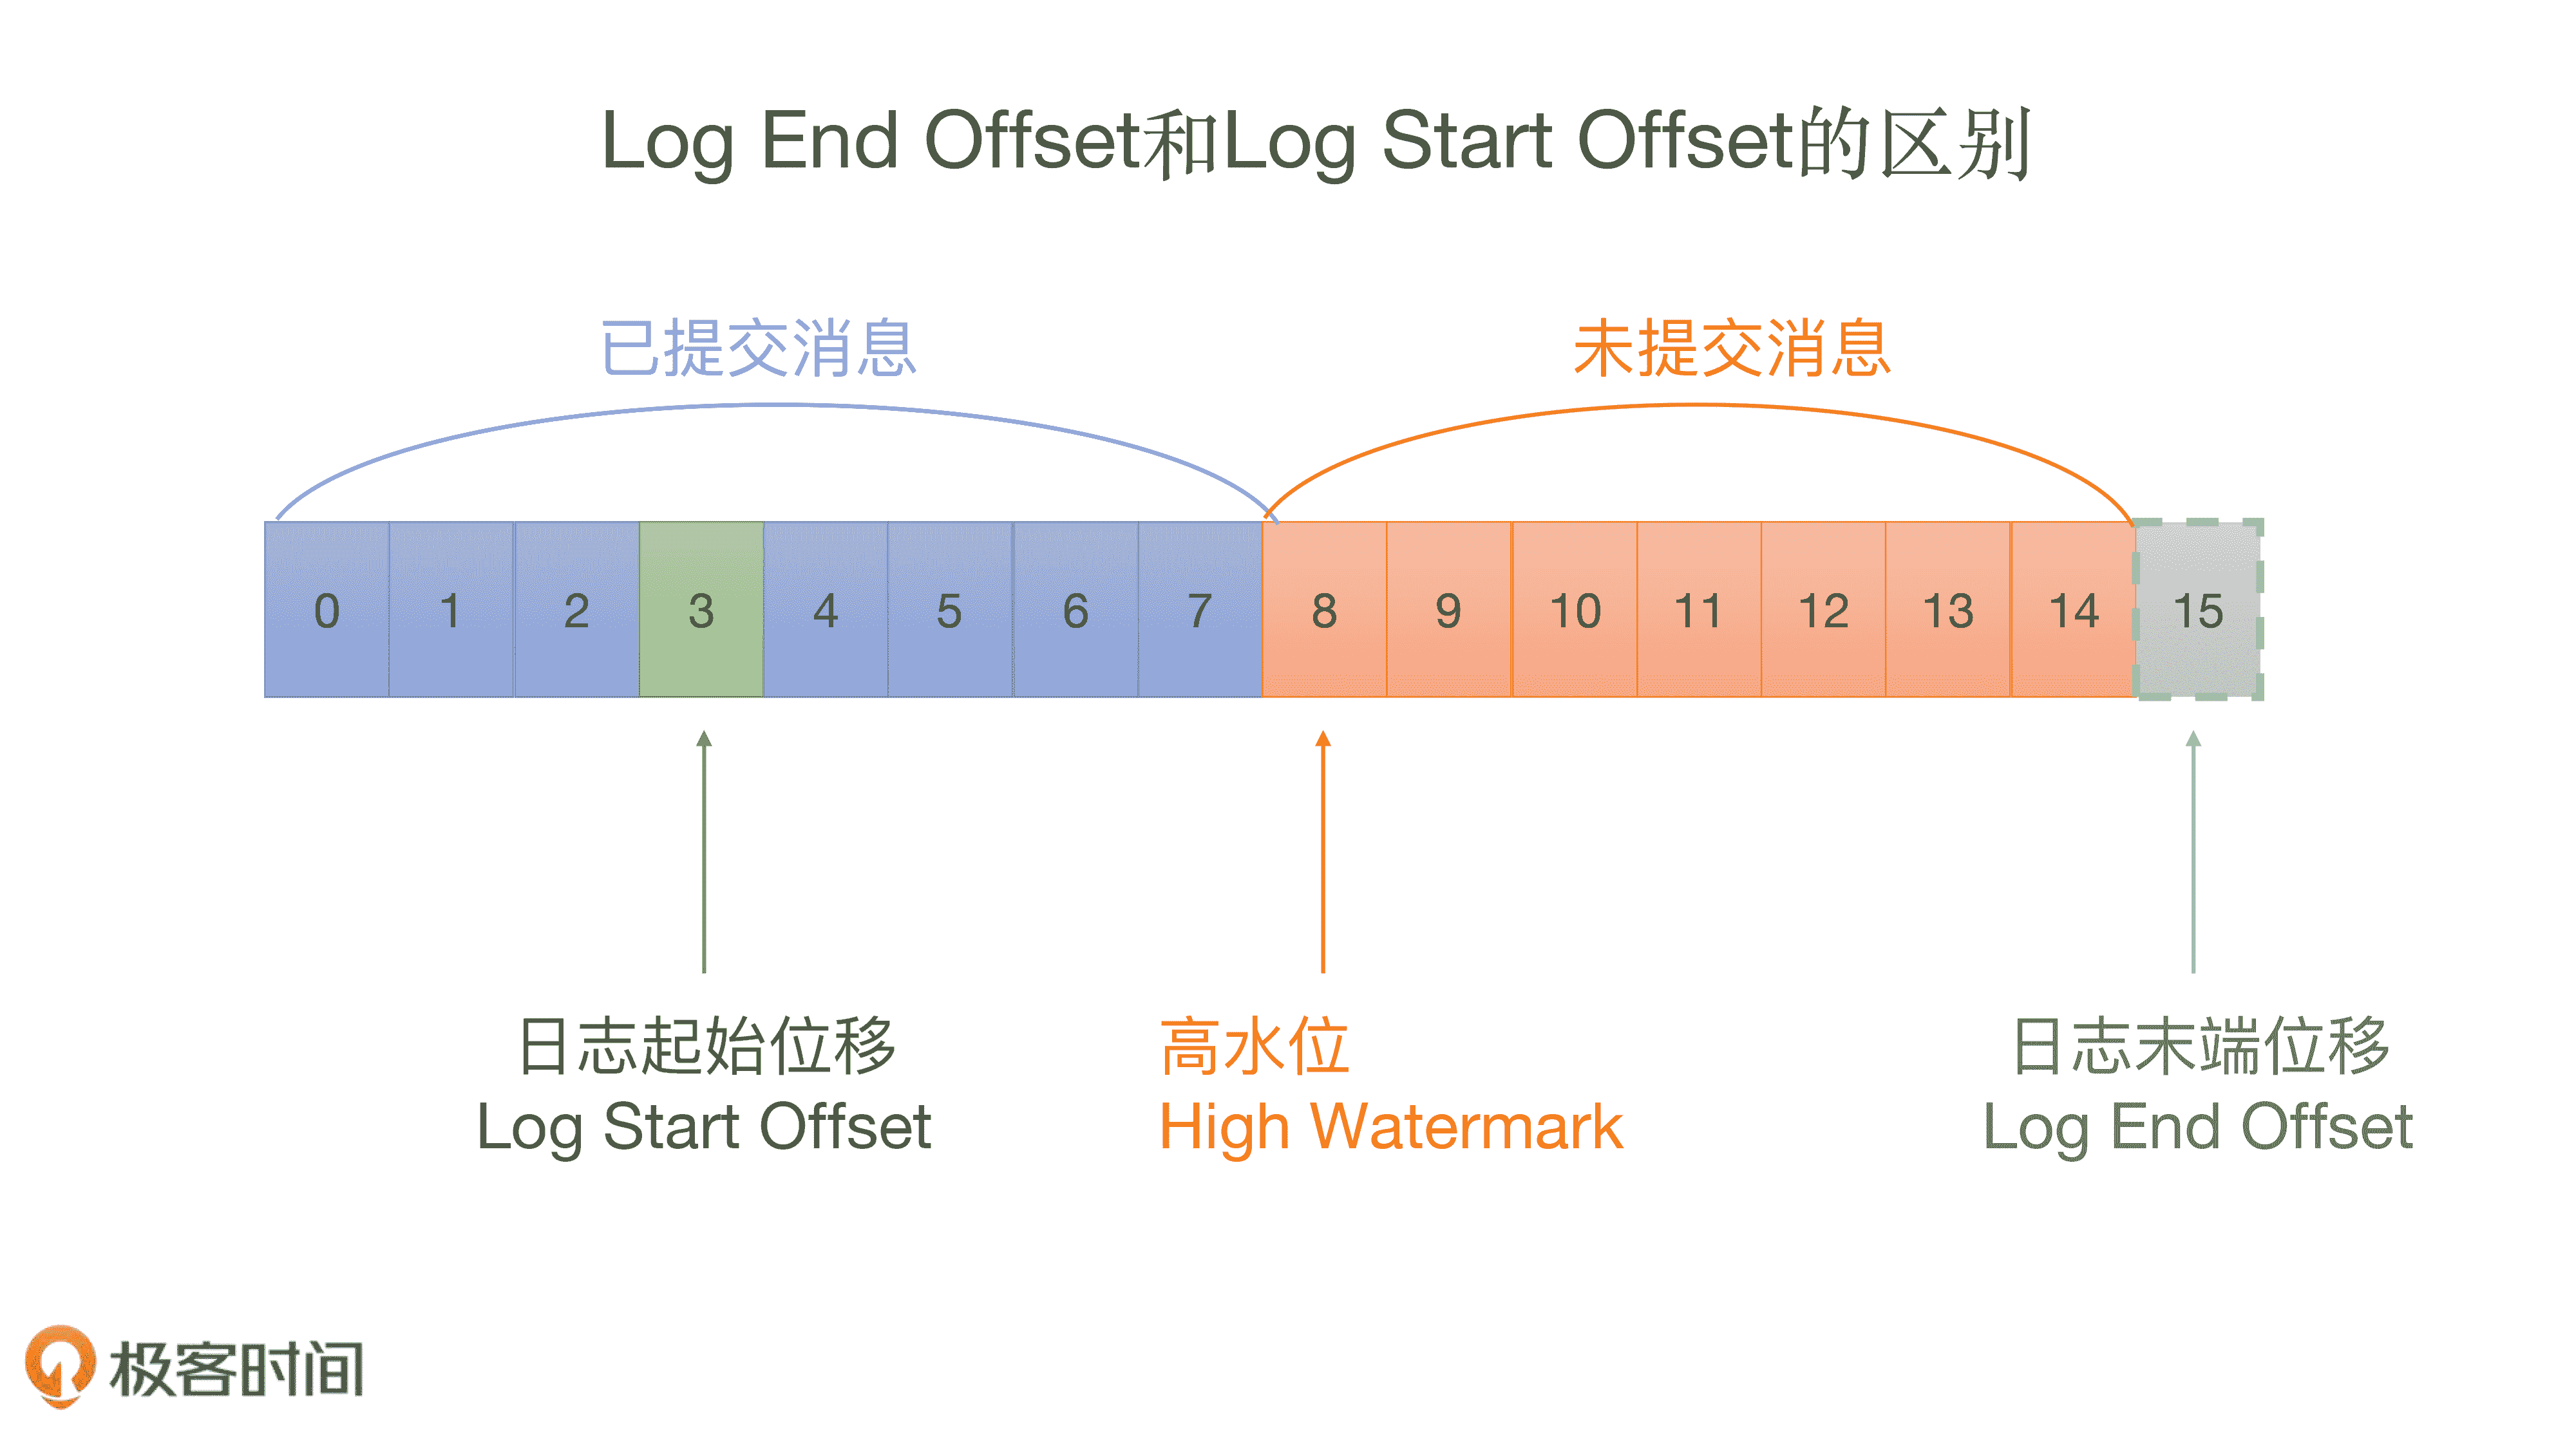 Log End Offset和Log Start Offset的区别
已提交消息
未提交消息
0 1 2 3 4 5 6 7 8 9 10 11 12 13 14 15
日志起始位移
Log Start Offset
高水位
High Watermark
日志末端位移
Log End Offset
极客时间